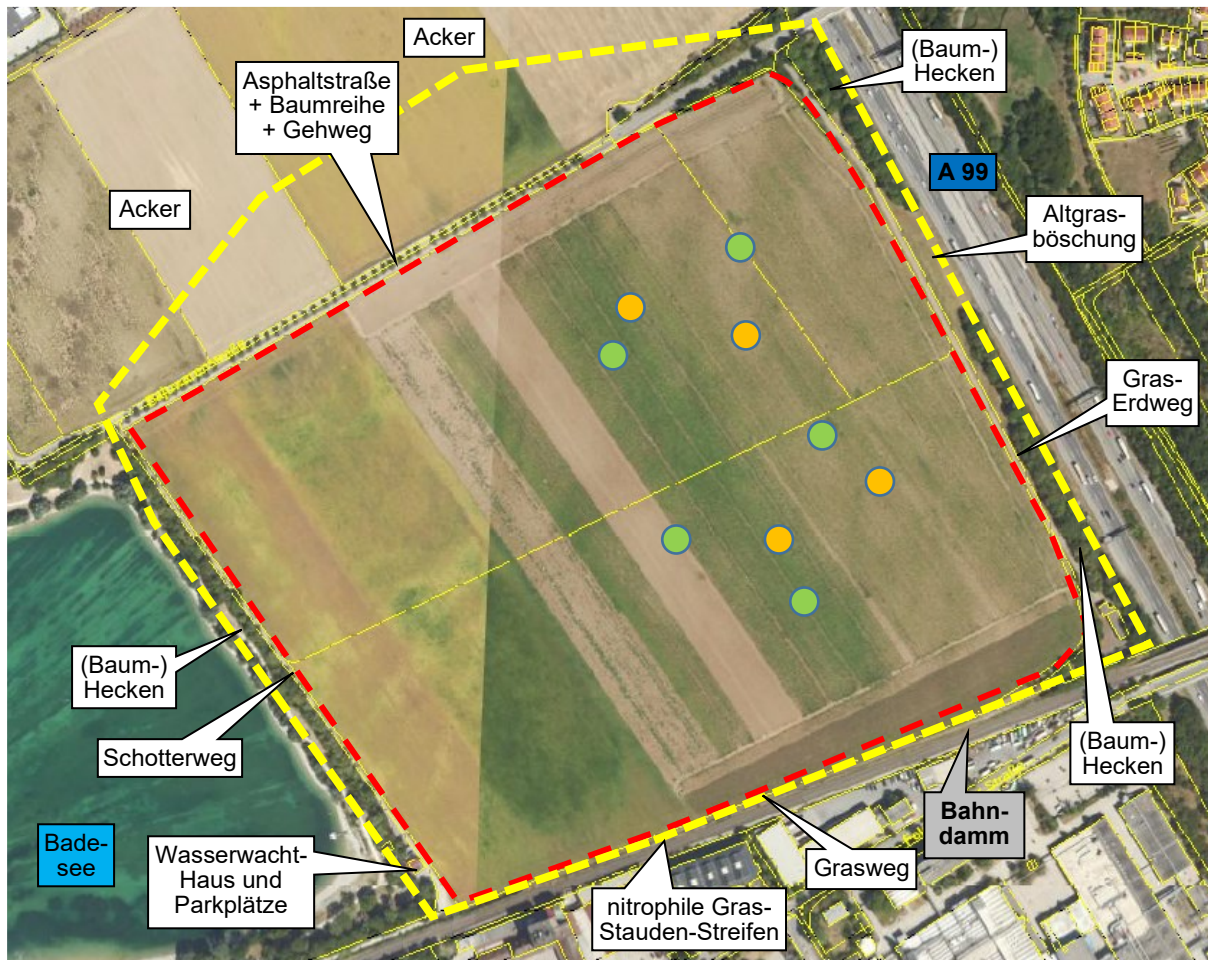 Acker
(Baum-)
Hecken
Asphaltstraße
+ Baumreihe
+ Gehweg
A 99
Acker
Altgras-
böschung
Gras-
Erdweg
(Baum-)
Hecken
Schotterweg
(Baum-)
Hecken
Bahn-
damm
Bade-
see
Wasserwacht-
Haus und
Parkplätze
Grasweg
nitrophile Gras-
Stauden-Streifen